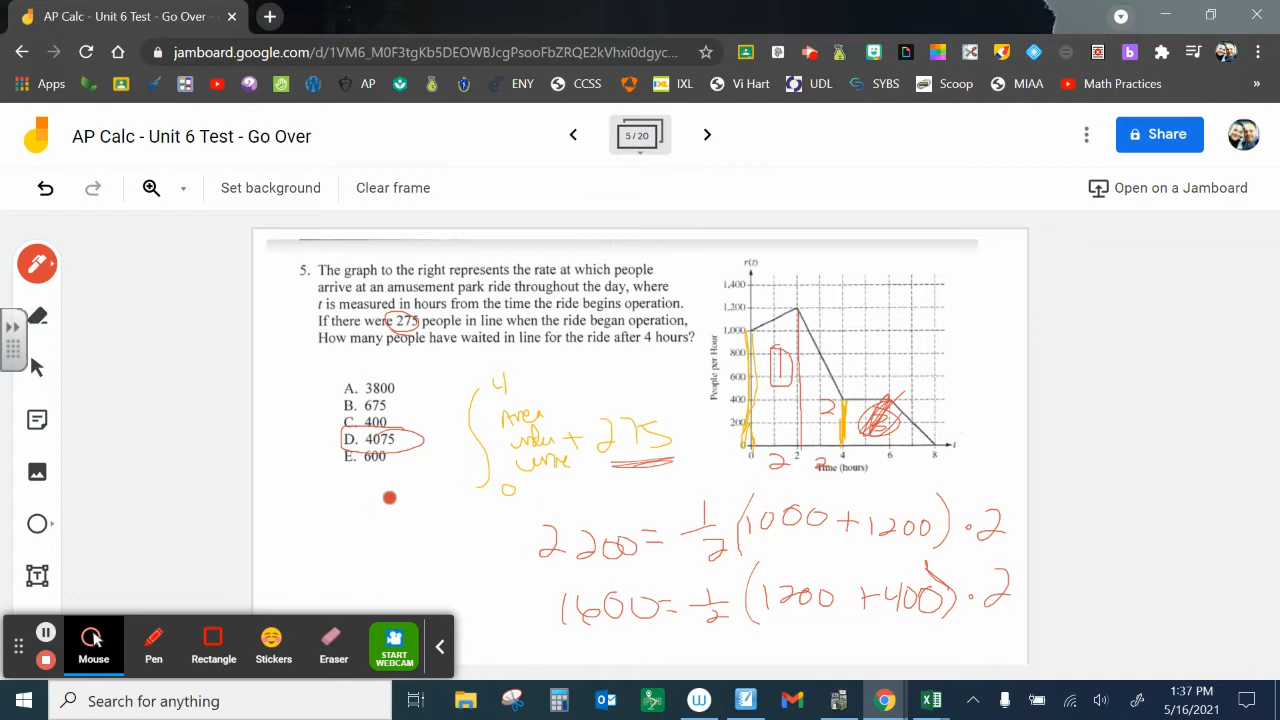 AP Calc - Unit 6 Test - Go Over -
jamboard.google.com/d/1VM6_M0F3tgKb5DEOWBJcgPsooFbZRQE2kVhxi0dgyc...
Apps
AP
ENY
CCSS
IXL
Vi Hart
UDL
SYBS
Scoop
MIAA
Math Practices
»
AP Calc - Unit 6 Test - Go Over
5 / 20
Share
Set background
Clear frame
Open on a Jamboard
5. The graph to the right represents the rate at which people
arrive at an amusement park ride throughout the day, where
t is measured in hours from the time the ride begins operation.
If there were 275 people in line when the ride began operation,
How many people have waited in line for the ride after 4 hours?
A. 3800
B. 675
C. 400
D. 4075
E. 600
4
Area
under + 275
curve
0
r(t)
1,400
1,200
1,000
800
600
400
200
0
People per Hour
0 2 4 6 8 t
Time (hours)
1
2
2 2
2200 = 1/2 (1000 + 1200) · 2
1600 = 1/2 (1200 + 400) · 2
Mouse
Pen
Rectangle
Stickers
Eraser
START
WEBCAM
Search for anything
1:37 PM
5/16/2021